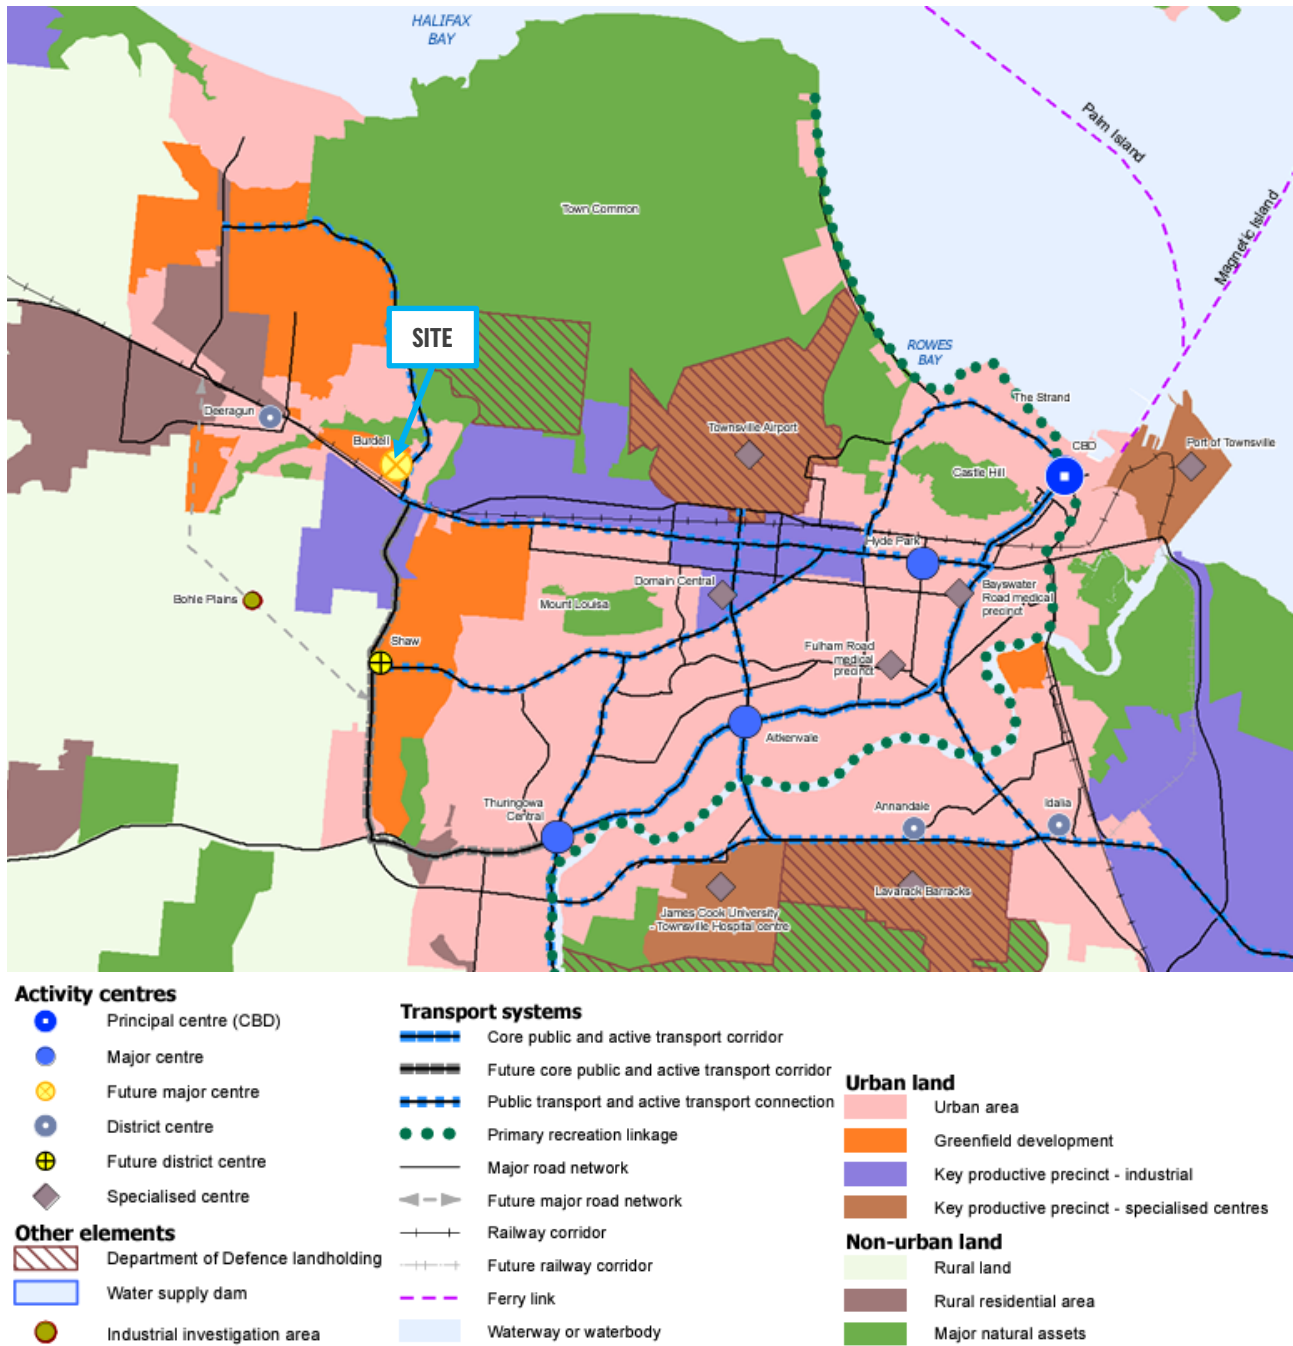 HALIFAX
BAY
Palm Island
Town Common
Magnetic Island
SITE
ROWES
BAY
The Strand
Deeragun
Burdell
Townsville Airport
CBD
Port of Townsville
Castle Hill
Hyde Park
Domain Central
Bayswater
Road medical
precinct
Bohle Plains
Mount Louisa
Shaw
Fulham Road
medical
precinct
Aitkenvale
Thuringowa
Central
Annandale
Idalia
Lavarack Barracks
James Cook University
- Townsville Hospital centre
Activity centres
Principal centre (CBD)
Major centre
Future major centre
District centre
Future district centre
Specialised centre
Other elements
Department of Defence landholding
Water supply dam
Industrial investigation area
Transport systems
Core public and active transport corridor
Future core public and active transport corridor
Public transport and active transport connection
Primary recreation linkage
Major road network
Future major road network
Railway corridor
Future railway corridor
Ferry link
Waterway or waterbody
Urban land
Urban area
Greenfield development
Key productive precinct - industrial
Key productive precinct - specialised centres
Non-urban land
Rural land
Rural residential area
Major natural assets